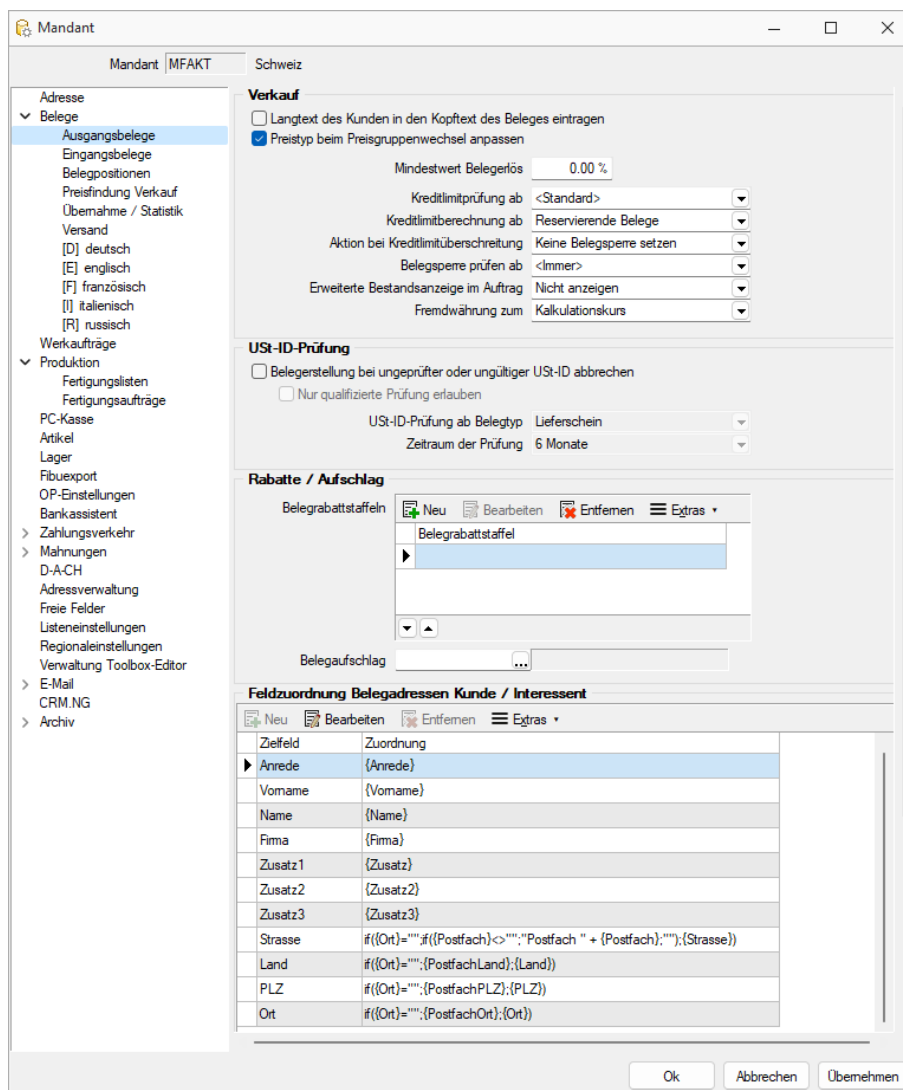 Mandant
Mandant MFAKT Schweiz
Adresse
Belege
Ausgangsbelege
Eingangsbelege
Belegpositionen
Preisfindung Verkauf
Übernahme / Statistik
Versand
[D] deutsch
[E] englisch
[F] französisch
[I] italienisch
[R] russisch
Werkaufträge
Produktion
Fertigungslisten
Fertigungsaufträge
PC-Kasse
Artikel
Lager
Fibuexport
OP-Einstellungen
Bankassistent
Zahlungsverkehr
Mahnungen
D-A-CH
Adressverwaltung
Freie Felder
Listeneinstellungen
Regionaleinstellungen
Verwaltung Toolbox-Editor
E-Mail
CRM.NG
Archiv
Verkauf
Langtext des Kunden in den Kopftext des Beleges eintragen
Preistyp beim Preisgruppenwechsel anpassen
Mindestwert Belegerlös 0.00 %
Kreditlimitprüfung ab <Standard>
Kreditlimitberechnung ab Reservierende Belege
Aktion bei Kreditlimitüberschreitung Keine Belegsperre setzen
Belegsperre prüfen ab <Immer>
Erweiterte Bestandsanzeige im Auftrag Nicht anzeigen
Fremdwährung zum Kalkulationskurs
USt-ID-Prüfung
Belegerstellung bei ungeprüfter oder ungültiger USt-ID abbrechen
Nur qualifizierte Prüfung erlauben
USt-ID-Prüfung ab Belegtyp Lieferschein
Zeitraum der Prüfung 6 Monate
Rabatte / Aufschlag
Belegrabattstaffeln Neu Bearbeiten Entfernen Extras
Belegrabattstaffel
Belegaufschlag ...
Feldzuordnung Belegadressen Kunde / Interessent
Neu Bearbeiten Entfernen Extras
Zielfeld Zuordnung
Anrede {Anrede}
Vorname {Vorname}
Name {Name}
Firma {Firma}
Zusatz1 {Zusatz}
Zusatz2 {Zusatz2}
Zusatz3 {Zusatz3}
Strasse if({Ort}="";if({Postfach}<>"";"Postfach " + {Postfach};"");{Strasse})
Land if({Ort}="";{PostfachLand};{Land})
PLZ if({Ort}="";{PostfachPLZ};{PLZ})
Ort if({Ort}="";{PostfachOrt};{Ort})
Ok Abbrechen Übernehmen